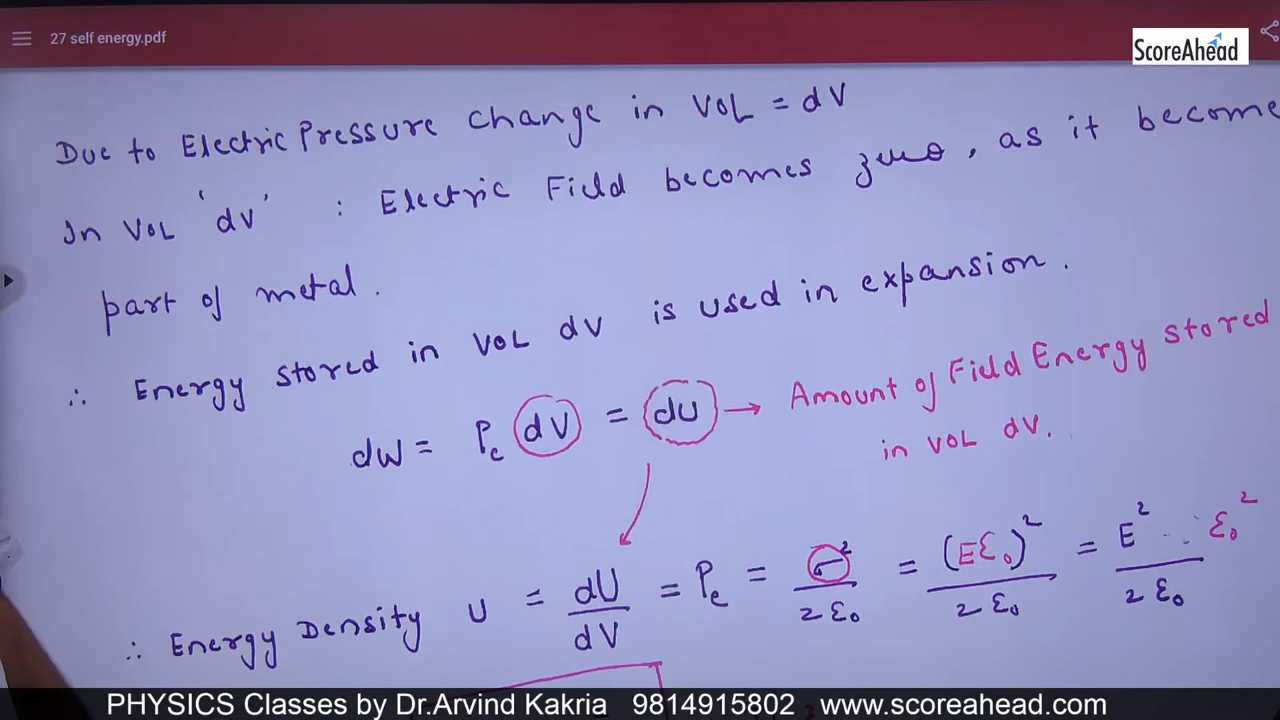 27 self energy.pdf
ScoreAhead
Due to Electric Pressure change in VOL = dV
In VOL 'dV' : Electric Field becomes zero, as it become
part of metal.
∴ Energy stored in VOL dV is used in expansion.
dW = Pe dV = dU → Amount of Field Energy stored
in VOL dV.
∴ Energy Density u = dU/dV = Pe = σ²/2ε₀ = (Eε₀)²/2ε₀ = E² ε₀²/2ε₀
PHYSICS Classes by Dr.Arvind Kakria 9814915802 www.scoreahead.com